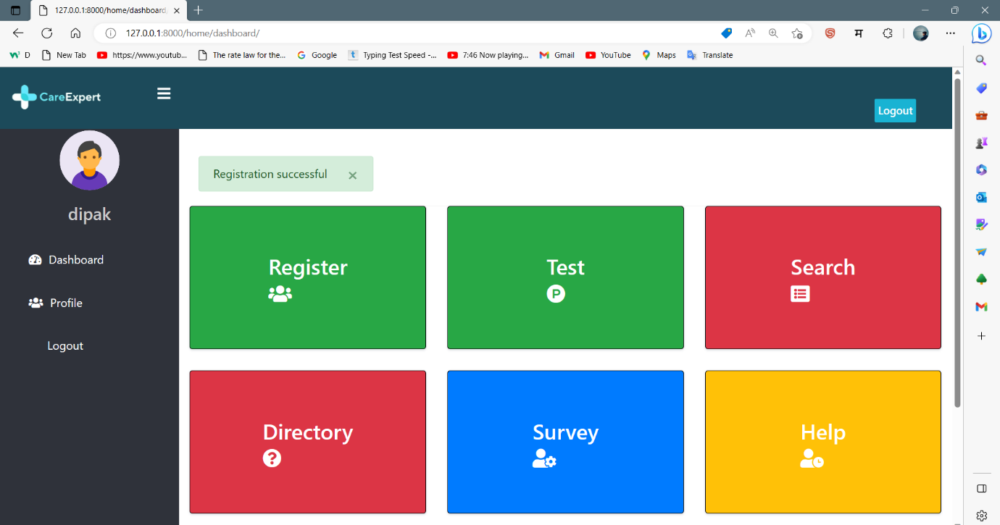 127.0.0.1:8000/home/dashboard/
127.0.0.1:8000/home/dashboard/
A
म
D
New Tab
https://www.youtub...
The rate law for the...
Google
Typing Test Speed -...
7:46 Now playing...
Gmail
YouTube
Maps
Translate
CareExpert
Logout
dipak
Registration successful ×
Dashboard
Profile
Logout
Register
Test
P
Search
Directory
?
Survey
Help